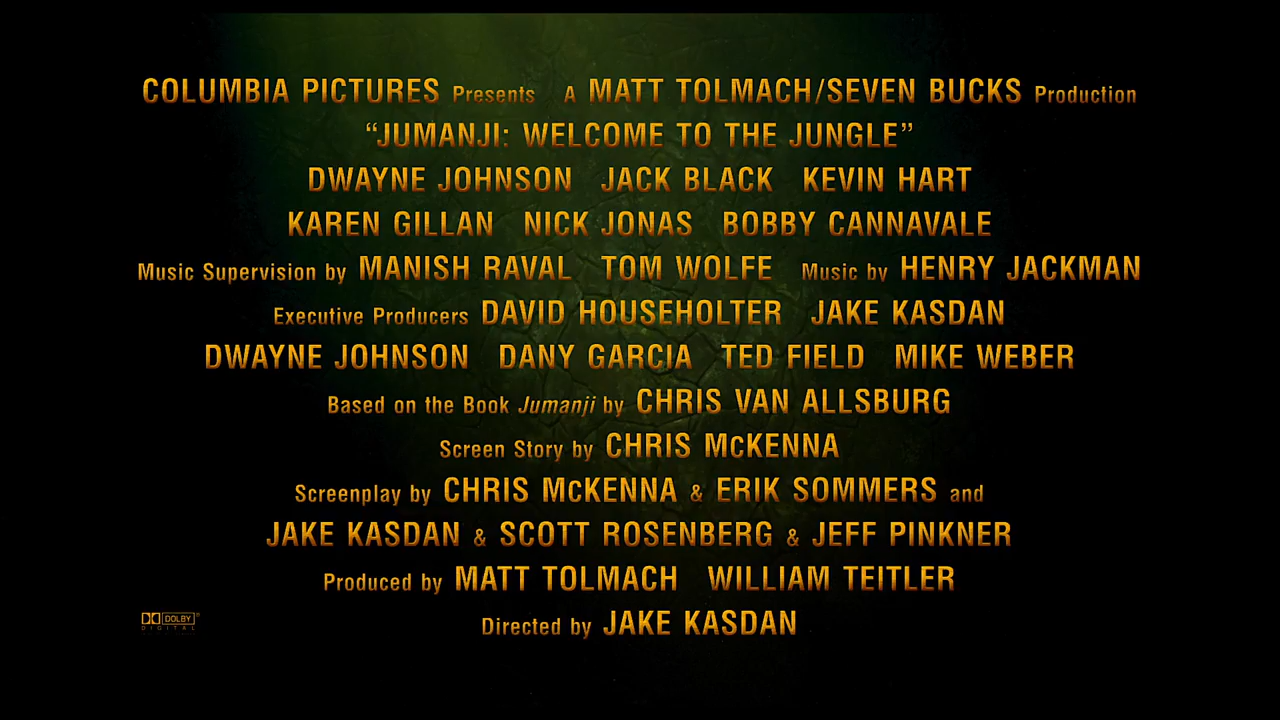 COLUMBIA PICTURES Presents A MATT TOLMACH/SEVEN BUCKS Production
“JUMANJI: WELCOME TO THE JUNGLE”
DWAYNE JOHNSON JACK BLACK KEVIN HART
KAREN GILLAN NICK JONAS BOBBY CANNAVALE
Music Supervision by MANISH RAVAL TOM WOLFE Music by HENRY JACKMAN
Executive Producers DAVID HOUSEHOLTER JAKE KASDAN
DWAYNE JOHNSON DANY GARCIA TED FIELD MIKE WEBER
Based on the Book Jumanji by CHRIS VAN ALLSBURG
Screen Story by CHRIS McKENNA
Screenplay by CHRIS McKENNA & ERIK SOMMERS and
JAKE KASDAN & SCOTT ROSENBERG & JEFF PINKNER
Produced by MATT TOLMACH WILLIAM TEITLER
Directed by JAKE KASDAN
DOLBY®
DIGITAL